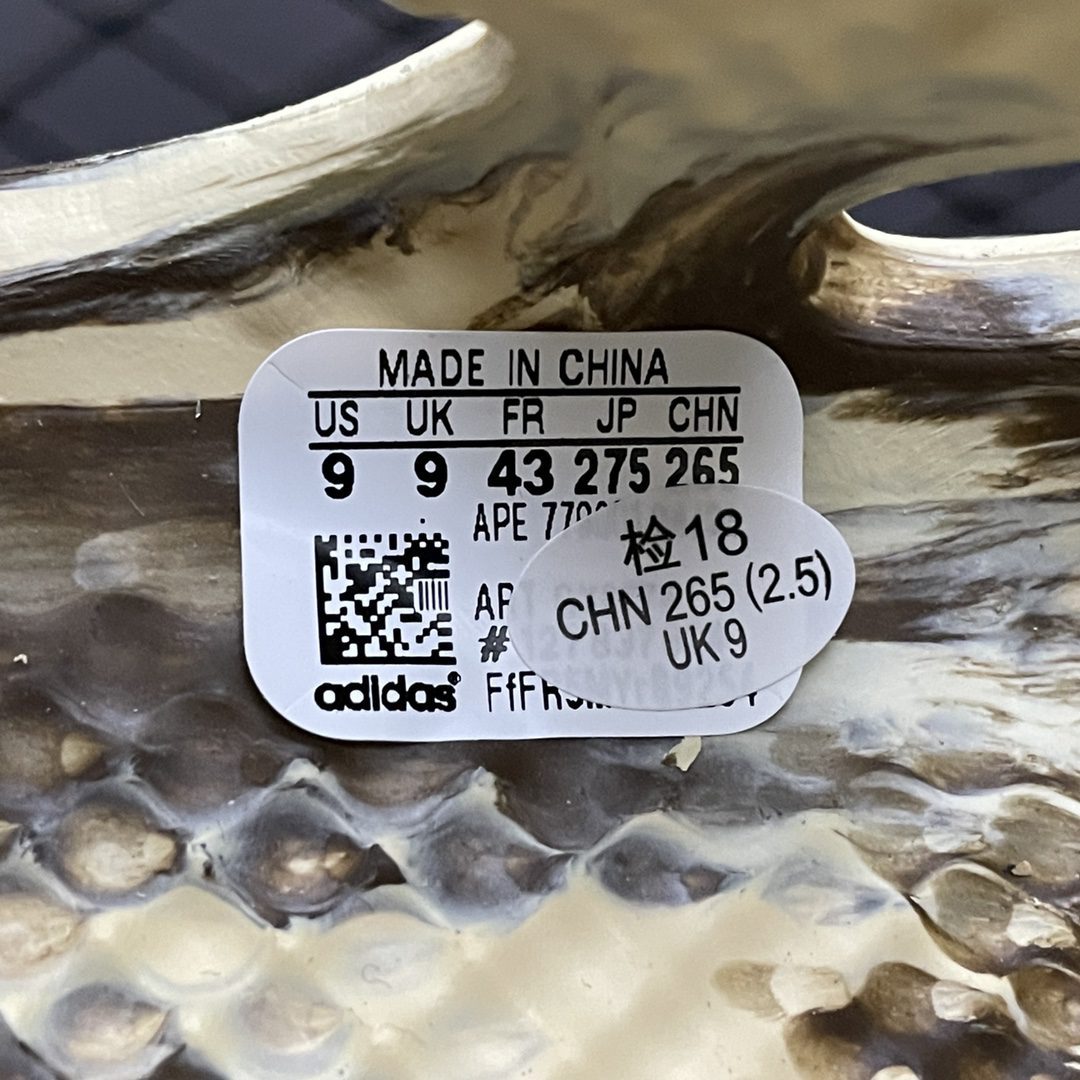 MADE IN CHINA
US UK FR JP CHN
9 9 43 275 265
APE
检18
CHN 265 (2.5)
UK 9
#
adidas